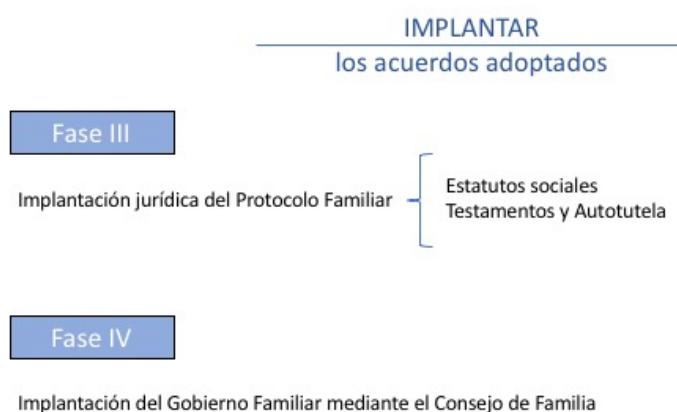 IMPLANTAR
los acuerdos adoptados
Fase III
Implantación jurídica del Protocolo Familiar
Estatutos sociales
Testamentos y Autotutela
Fase IV
Implantación del Gobierno Familiar mediante el Consejo de Familia